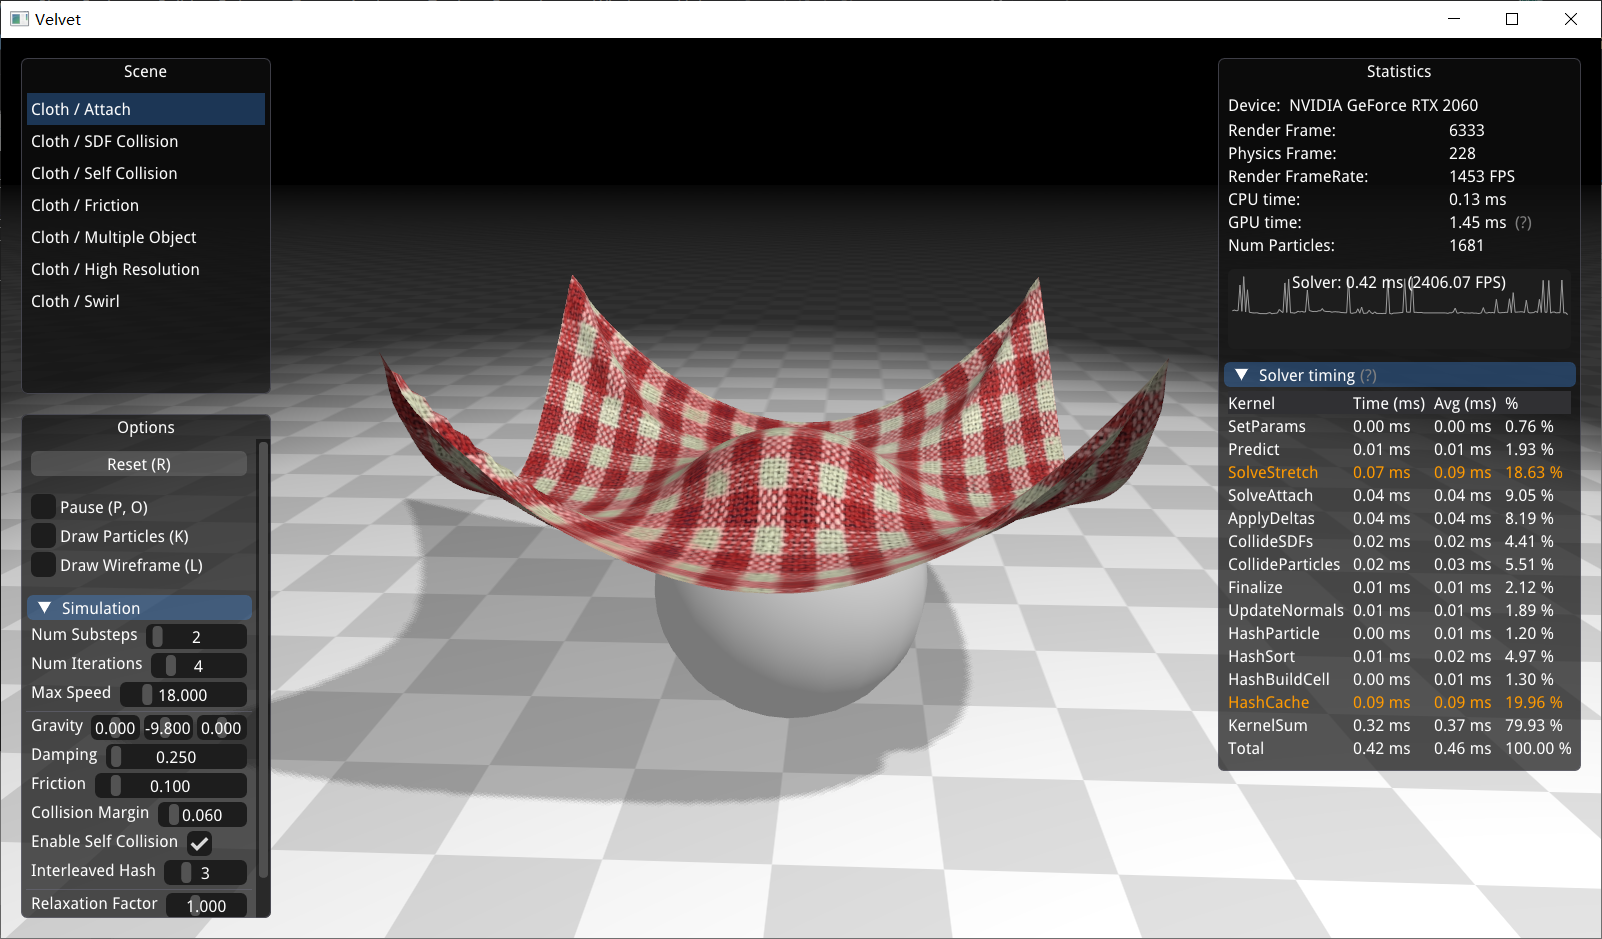 Velvet
Scene
Cloth / Attach
Cloth / SDF Collision
Cloth / Self Collision
Cloth / Friction
Cloth / Multiple Object
Cloth / High Resolution
Cloth / Swirl
Options
Reset (R)
Pause (P, O)
Draw Particles (K)
Draw Wireframe (L)
▼ Simulation
Num Substeps 2
Num Iterations 4
Max Speed 18.000
Gravity 0.000 -9.800 0.000
Damping 0.250
Friction 0.100
Collision Margin 0.060
Enable Self Collision ✓
Interleaved Hash 3
Relaxation Factor 1.000
Statistics
Device: NVIDIA GeForce RTX 2060
Render Frame: 6333
Physics Frame: 228
Render FrameRate: 1453 FPS
CPU time: 0.13 ms
GPU time: 1.45 ms (?)
Num Particles: 1681
Solver: 0.42 ms (2406.07 FPS)
▼ Solver timing (?)
Kernel Time (ms) Avg (ms) %
SetParams 0.00 ms 0.00 ms 0.76 %
Predict 0.01 ms 0.01 ms 1.93 %
SolveStretch 0.07 ms 0.09 ms 18.63 %
SolveAttach 0.04 ms 0.04 ms 9.05 %
ApplyDeltas 0.04 ms 0.04 ms 8.19 %
CollideSDFs 0.02 ms 0.02 ms 4.41 %
CollideParticles 0.02 ms 0.03 ms 5.51 %
Finalize 0.01 ms 0.01 ms 2.12 %
UpdateNormals 0.01 ms 0.01 ms 1.89 %
HashParticle 0.00 ms 0.01 ms 1.20 %
HashSort 0.01 ms 0.02 ms 4.97 %
HashBuildCell 0.00 ms 0.01 ms 1.30 %
HashCache 0.09 ms 0.09 ms 19.96 %
KernelSum 0.32 ms 0.37 ms 79.93 %
Total 0.42 ms 0.46 ms 100.00 %